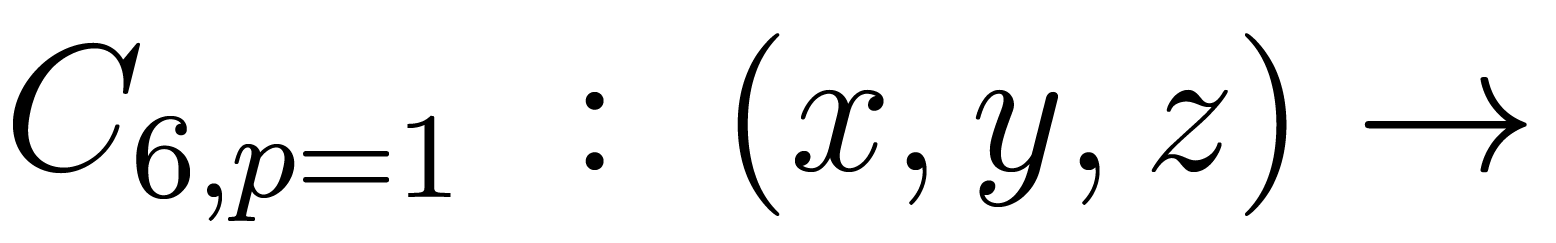 C_{6,p=1} : (x, y, z) →